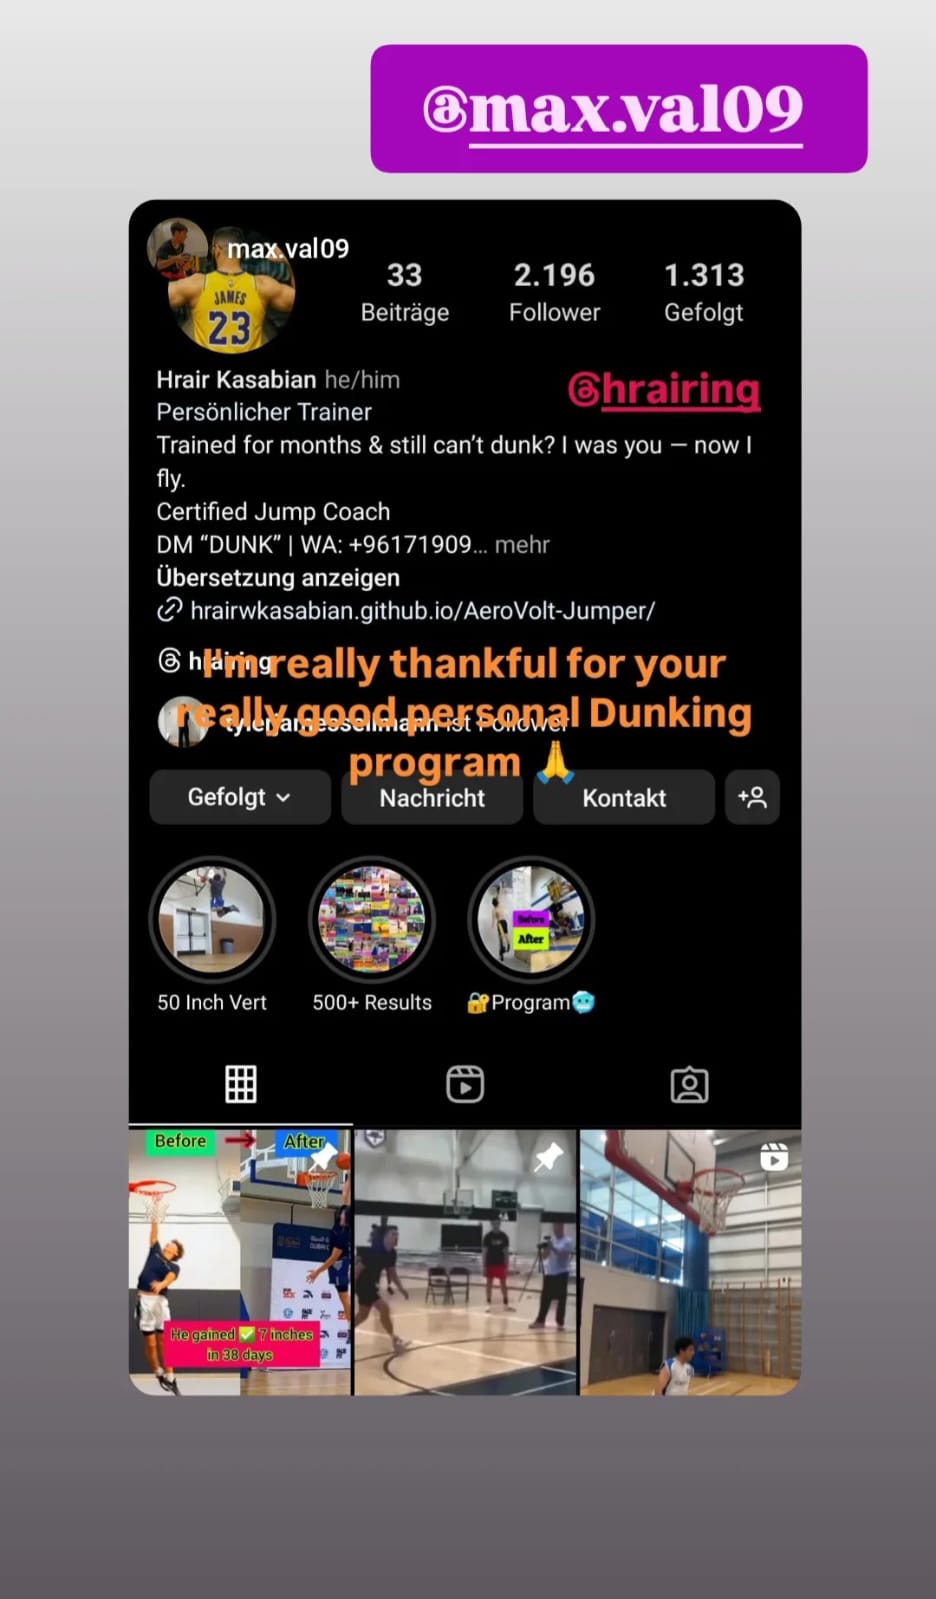 @max.val09
max.val09
JAMES
23
33
2.196
1.313
Beiträge
Follower
Gefolgt
Hrair Kasabian he/him
@hrairing
Persönlicher Trainer
Trained for months & still can't dunk? I was you — now I
fly.
Certified Jump Coach
DM “DUNK” | WA: +96171909... mehr
Übersetzung anzeigen
hrairwkasabian.github.io/AeroVolt-Jumper/
hrairing
I'm really thankful for your
really good personal Dunking
program 🙏
ist Follower
Gefolgt
Nachricht
Kontakt
Before
After
50 Inch Vert
500+ Results
🔐Program🥶
Before
After
He gained ✅ 7 inches
in 38 days